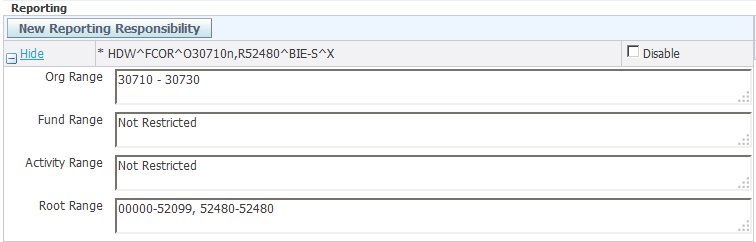 Reporting
New Reporting Responsibility
Hide * HDW^FCOR^O30710n,R52480^BIE-S^X Disable
Org Range 30710 - 30730
Fund Range Not Restricted
Activity Range Not Restricted
Root Range 00000-52099, 52480-52480